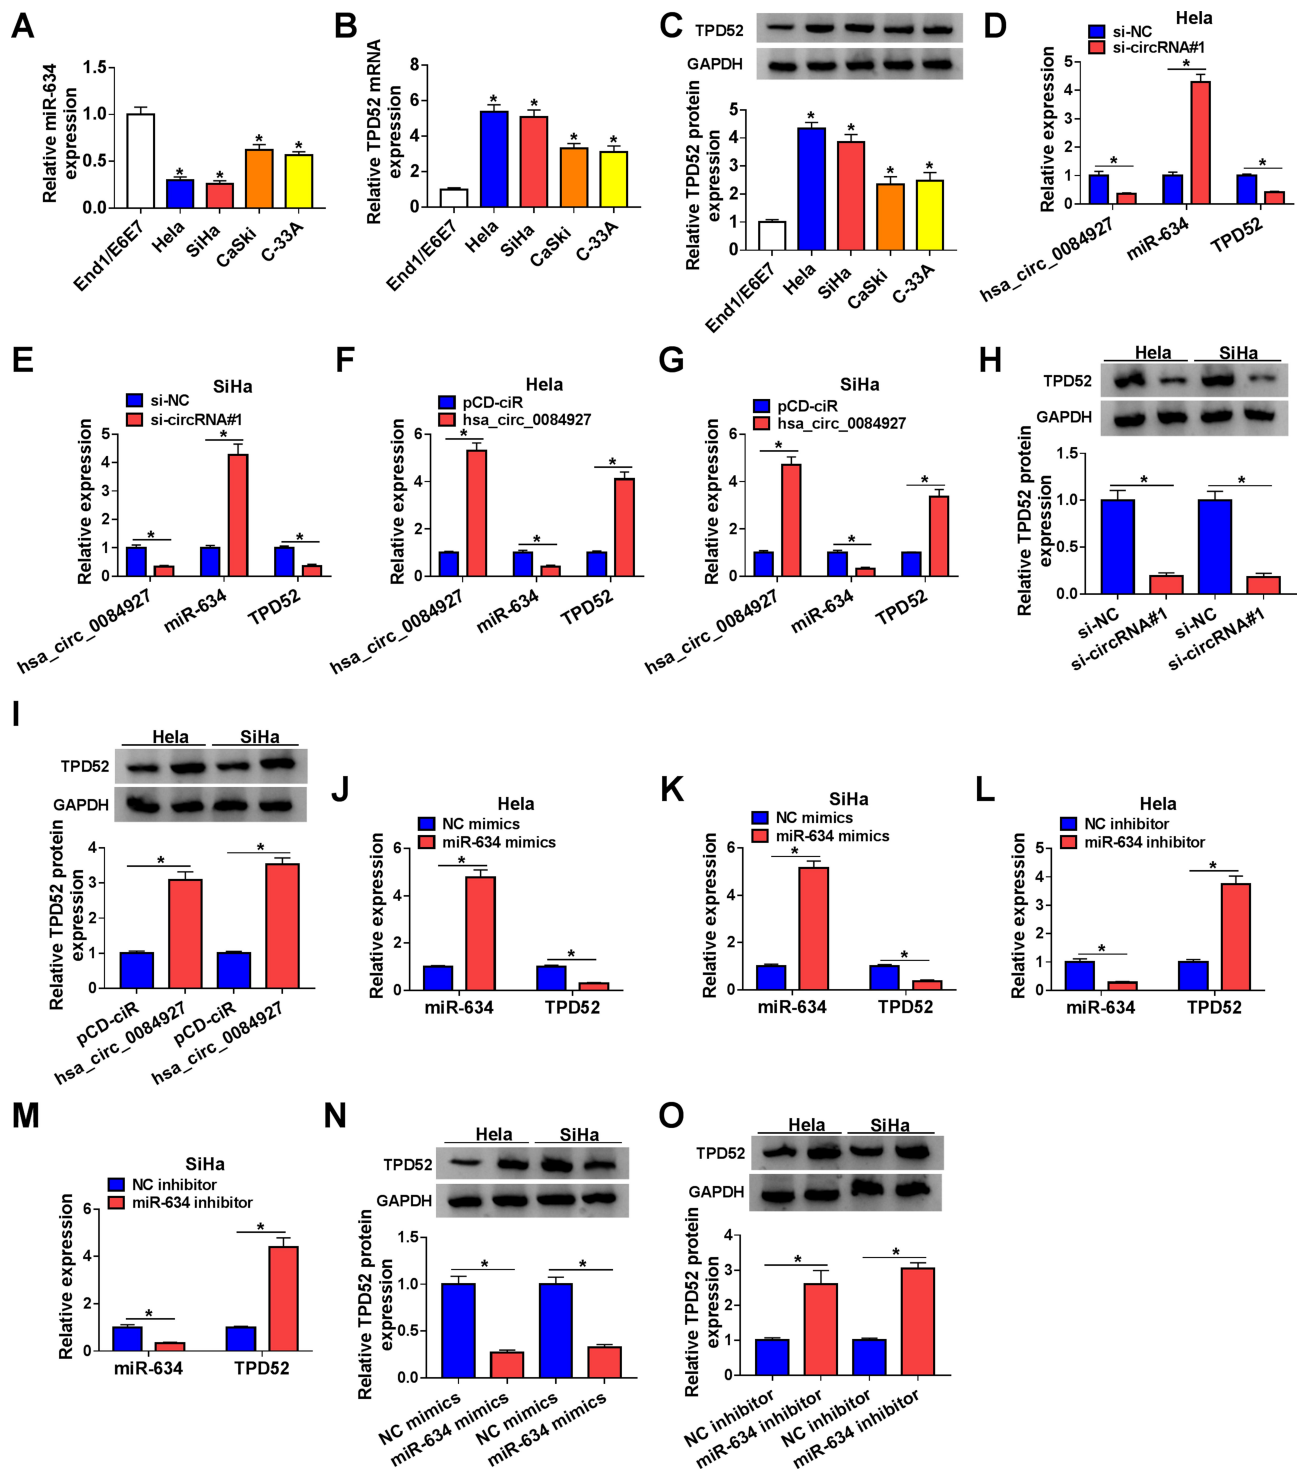 A
Relative miR-634
expression
1.5
1.0
0.5
0.0
*
*
*
*
End1/E6E7
Hela
SiHa
CaSki
C-33A
B
Relative TPD52 mRNA
expression
8
6
4
2
0
*
*
*
*
End1/E6E7
Hela
SiHa
CaSki
C-33A
C
TPD52
GAPDH
Relative TPD52 protein
expression
5
4
3
2
1
0
*
*
*
*
End1/E6E7
Hela
SiHa
CaSki
C-33A
D
Hela
si-NC
si-circRNA#1
Relative expression
5
4
3
2
1
0
*
*
*
hsa_circ_0084927
miR-634
TPD52
E
SiHa
si-NC
si-circRNA#1
Relative expression
5
4
3
2
1
0
*
*
*
hsa_circ_0084927
miR-634
TPD52
F
Hela
pCD-ciR
hsa_circ_0084927
Relative expression
6
4
2
0
*
*
*
hsa_circ_0084927
miR-634
TPD52
G
SiHa
pCD-ciR
hsa_circ_0084927
Relative expression
6
4
2
0
*
*
*
hsa_circ_0084927
miR-634
TPD52
H
Hela SiHa
TPD52
GAPDH
Relative TPD52 protein
expression
1.5
1.0
0.5
0.0
*
*
si-NC
si-circRNA#1
si-NC
si-circRNA#1
I
Hela SiHa
TPD52
GAPDH
Relative TPD52 protein
expression
4
3
2
1
0
*
*
pCD-ciR
hsa_circ_0084927
pCD-ciR
hsa_circ_0084927
J
Hela
NC mimics
miR-634 mimics
Relative expression
6
4
2
0
*
*
miR-634 TPD52
K
SiHa
NC mimics
miR-634 mimics
Relative expression
6
4
2
0
*
*
miR-634 TPD52
L
Hela
NC inhibitor
miR-634 inhibitor
Relative expression
5
4
3
2
1
0
*
*
miR-634 TPD52
M
SiHa
NC inhibitor
miR-634 inhibitor
Relative expression
6
4
2
0
*
*
miR-634 TPD52
N
Hela SiHa
TPD52
GAPDH
Relative TPD52 protein
expression
1.5
1.0
0.5
0.0
*
*
NC mimics
miR-634 mimics
NC mimics
miR-634 mimics
O
Hela SiHa
TPD52
GAPDH
Relative TPD52 protein
expression
4
3
2
1
0
*
*
NC inhibitor
miR-634 inhibitor
NC inhibitor
miR-634 inhibitor